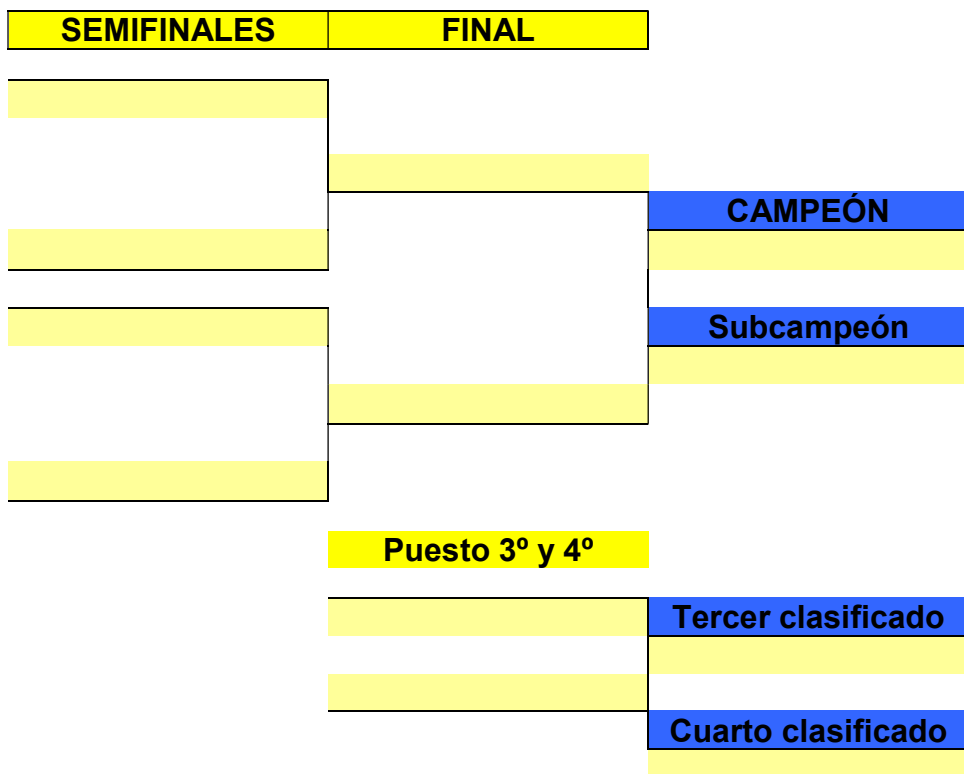 SEMIFINALES FINAL
CAMPEÓN
Subcampeón
Puesto 3º y 4º
Tercer clasificado
Cuarto clasificado